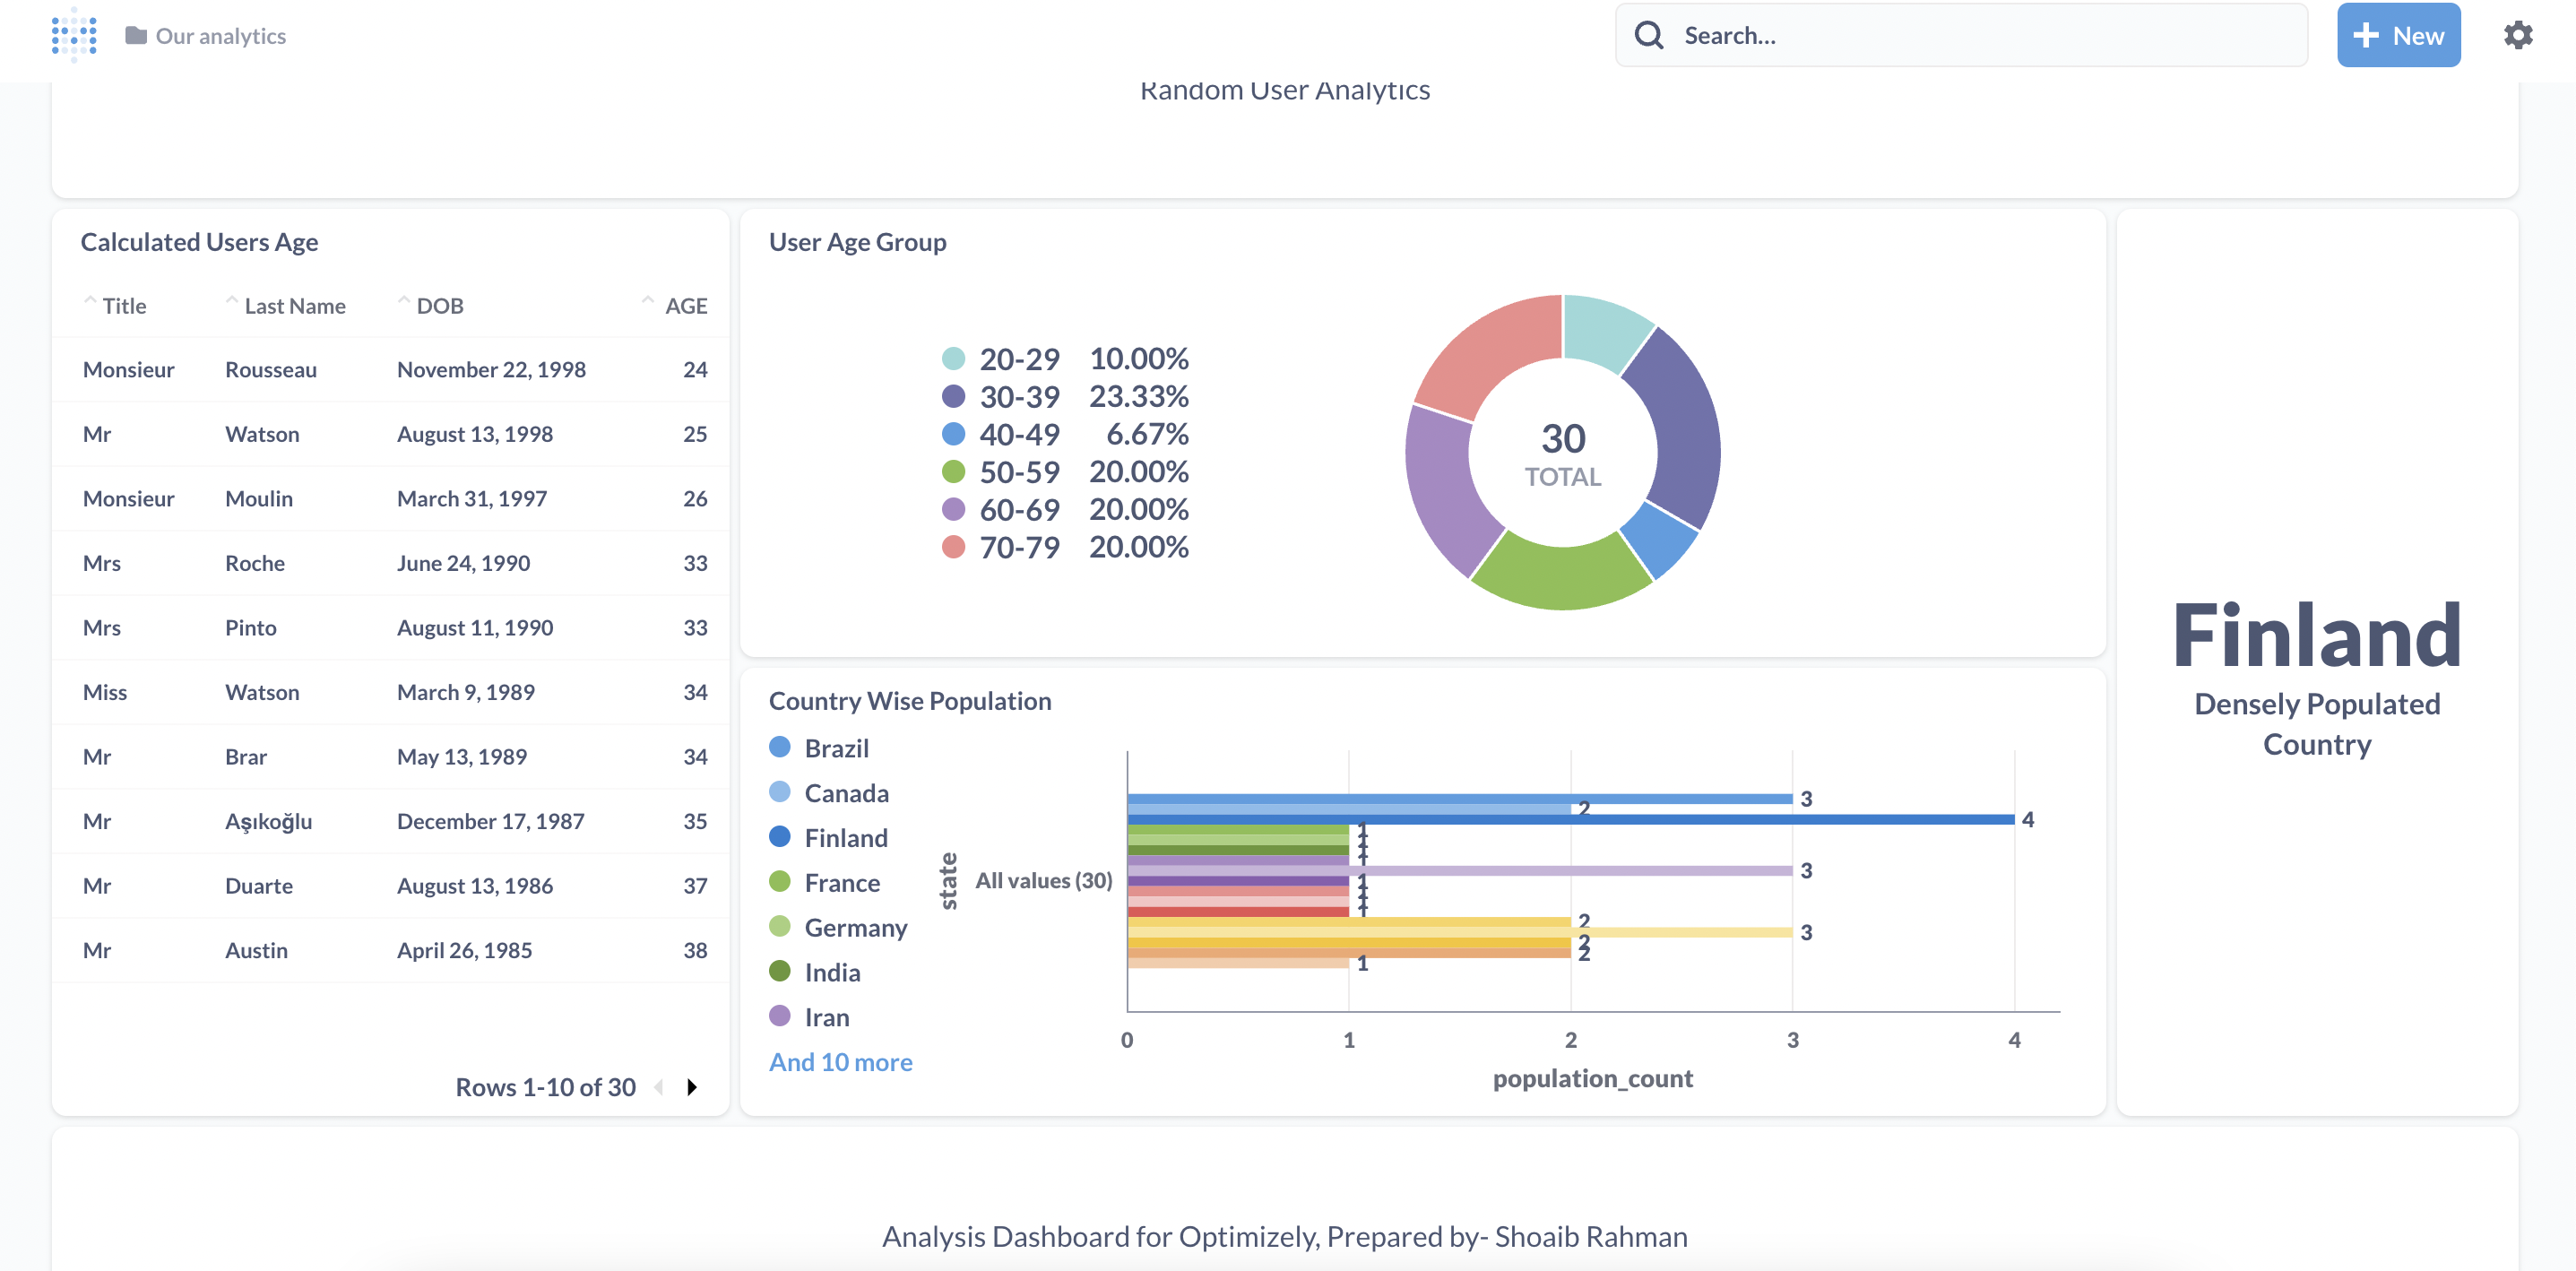 Our analytics
Search...
New
Random User Analytics
Calculated Users Age
Title Last Name DOB AGE
Monsieur Rousseau November 22, 1998 24
Mr Watson August 13, 1998 25
Monsieur Moulin March 31, 1997 26
Mrs Roche June 24, 1990 33
Mrs Pinto August 11, 1990 33
Miss Watson March 9, 1989 34
Mr Brar May 13, 1989 34
Mr Aşıkoğlu December 17, 1987 35
Mr Duarte August 13, 1986 37
Mr Austin April 26, 1985 38
Rows 1-10 of 30
User Age Group
20-29 10.00%
30-39 23.33%
40-49 6.67%
50-59 20.00%
60-69 20.00%
70-79 20.00%
30
TOTAL
Country Wise Population
Brazil
Canada
Finland
France
Germany
India
Iran
And 10 more
state
All values (30)
3
2
4
1
1
1
3
1
1
1
2
3
2
2
1
0 1 2 3 4
population_count
Finland
Densely Populated
Country
Analysis Dashboard for Optimizely, Prepared by- Shoaib Rahman